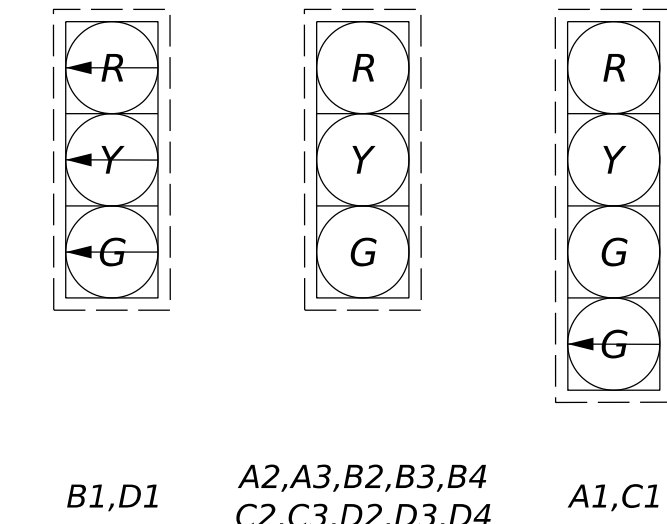 R
Y
G
R
Y
G
R
Y
G
G
B1,D1
A2,A3,B2,B3,B4
C2,C3,D2,D3,D4
A1,C1